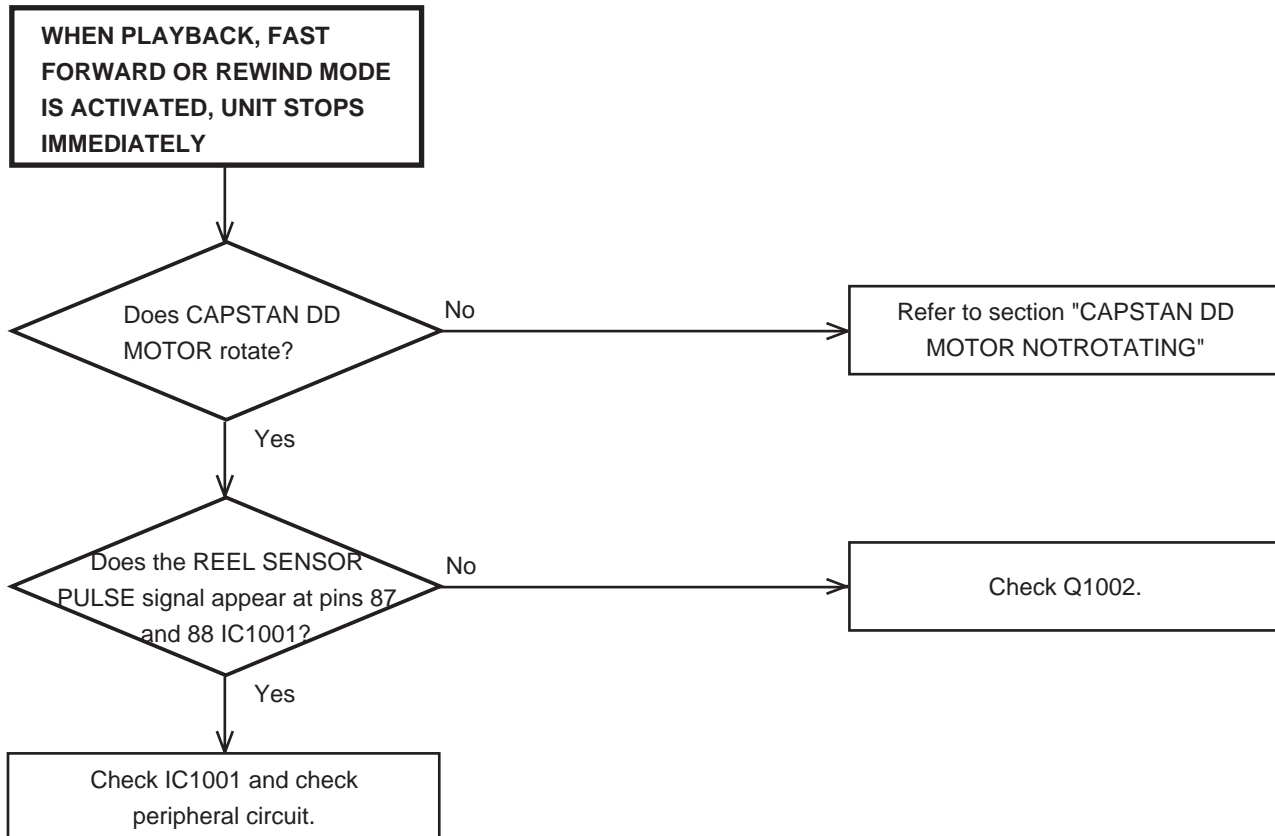 WHEN PLAYBACK, FAST
FORWARD OR REWIND MODE
IS ACTIVATED, UNIT STOPS
IMMEDIATELY
Does CAPSTAN DD
MOTOR rotate?
No
Refer to section "CAPSTAN DD
MOTOR NOTROTATING"
Yes
Does the REEL SENSOR
PULSE signal appear at pins 87
and 88 IC1001?
No
Check Q1002.
Yes
Check IC1001 and check
peripheral circuit.